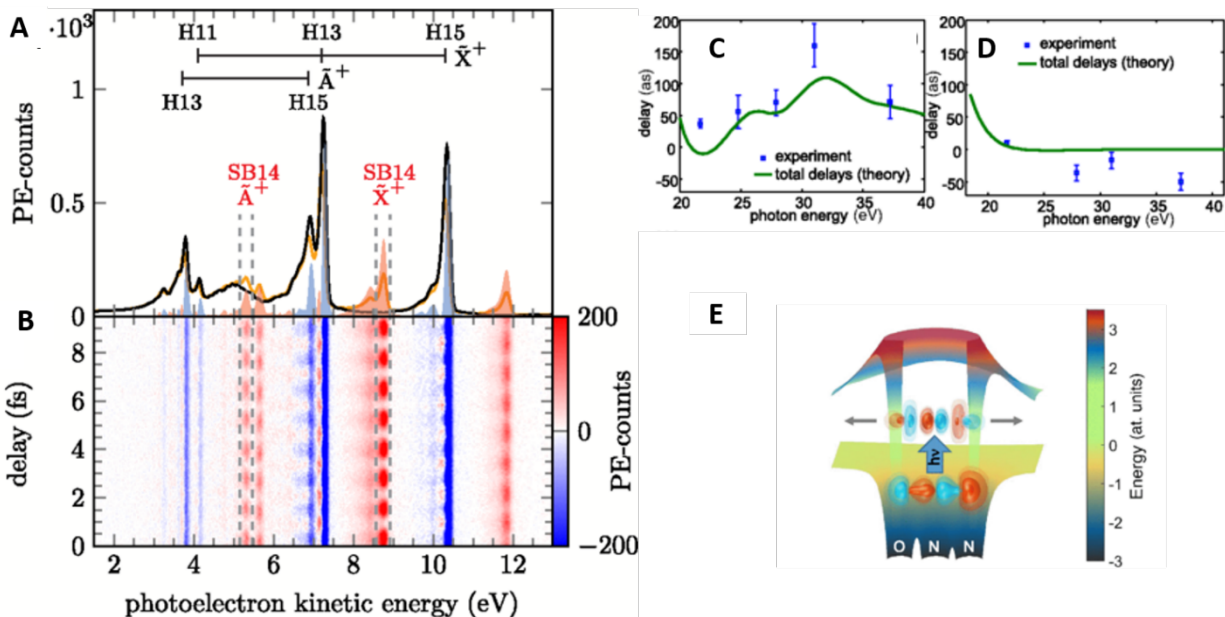 A
·10³
H11 H13 H15
X̃⁺
Ã⁺
H13 H15
1
SB14 SB14
Ã⁺ X̃⁺
0.5
0
PE-counts
B
200
0
−200
PE-counts
8
6
4
2
0
delay (fs)
2 4 6 8 10 12
photoelectron kinetic energy (eV)
C
200
150
100
50
0
-50
delay (as)
experiment
total delays (theory)
20 25 30 35 40
photon energy (eV)
D
200
150
100
50
0
-50
delay (as)
experiment
total delays (theory)
20 25 30 35 40
photon energy (eV)
E
hν
O N N
3
2
1
0
-1
-2
-3
Energy (at. units)